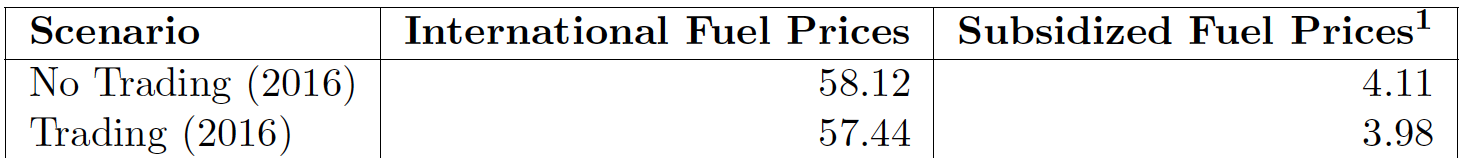 Scenario International Fuel Prices Subsidized Fuel Prices¹
No Trading (2016) 58.12 4.11
Trading (2016) 57.44 3.98